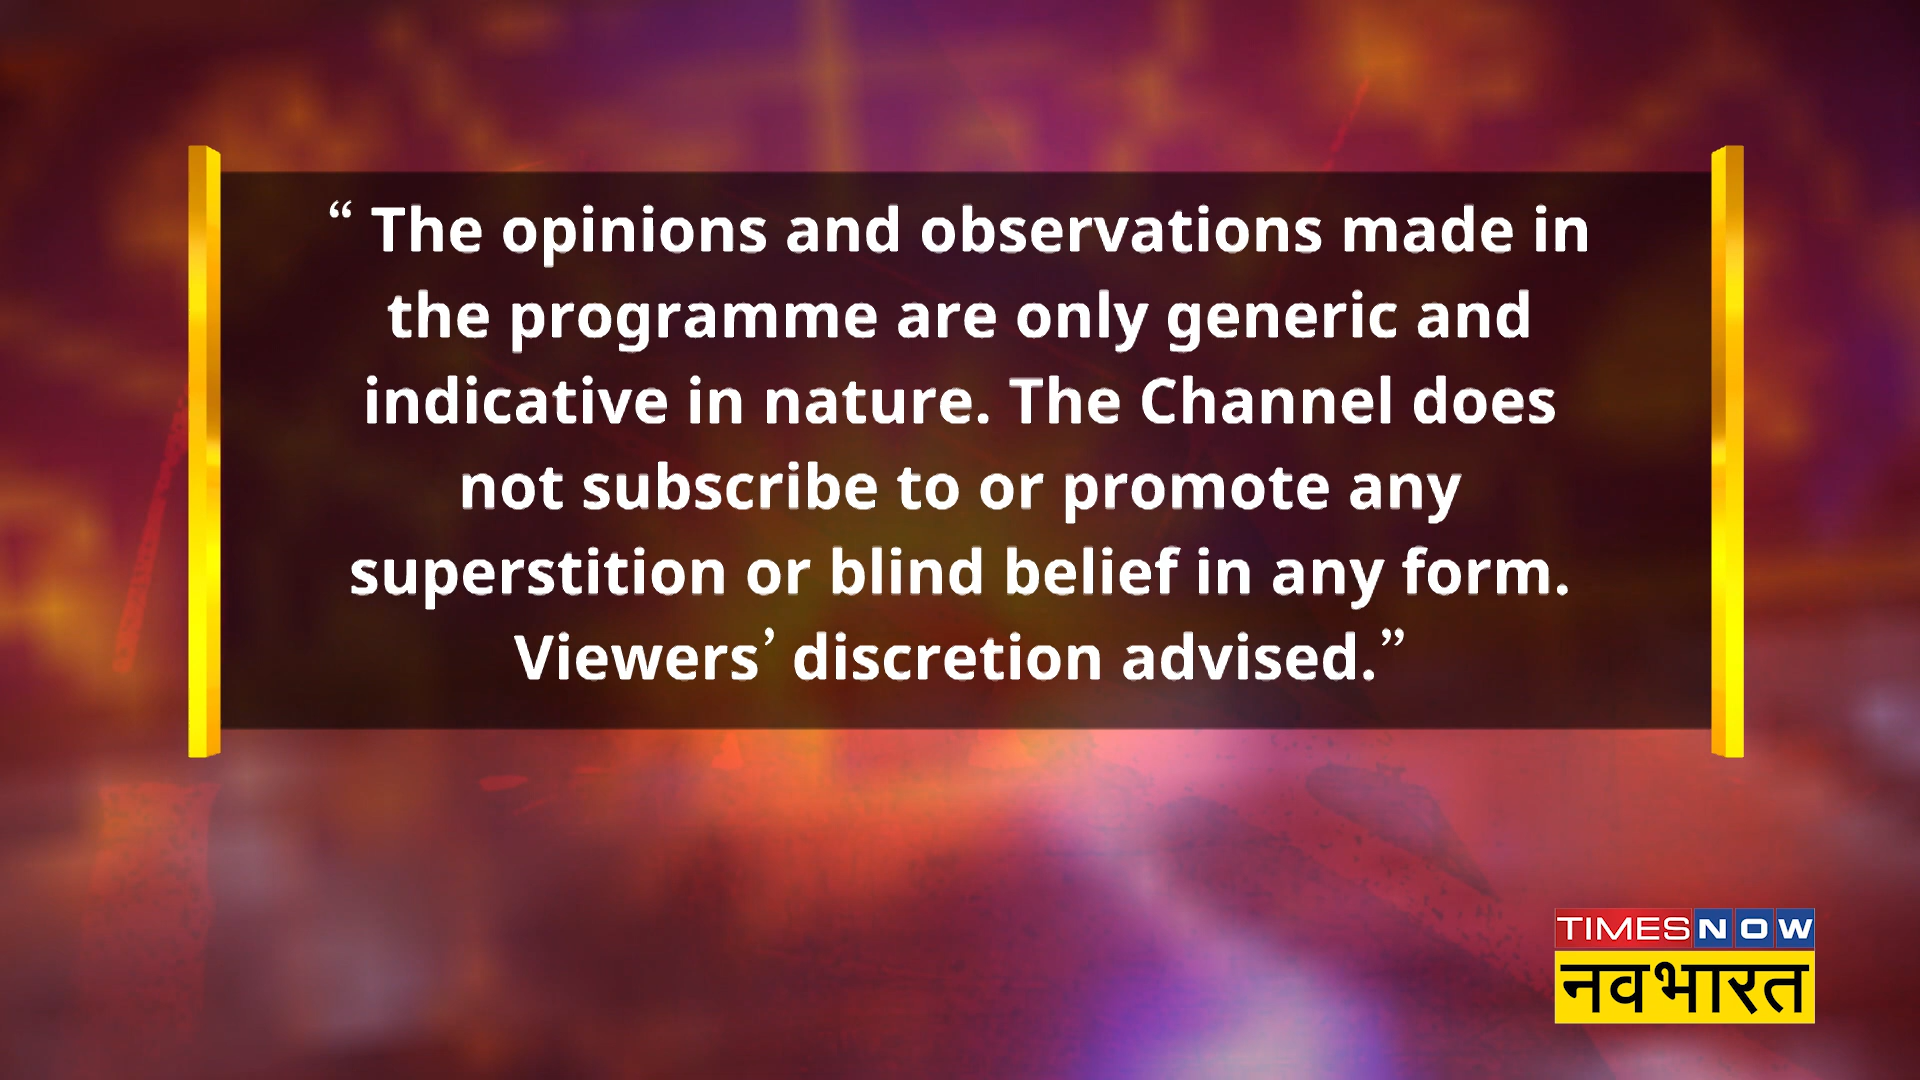 “ The opinions and observations made in
the programme are only generic and
indicative in nature. The Channel does
not subscribe to or promote any
superstition or blind belief in any form.
Viewers’ discretion advised.”
TIMES NOW
नवभारत